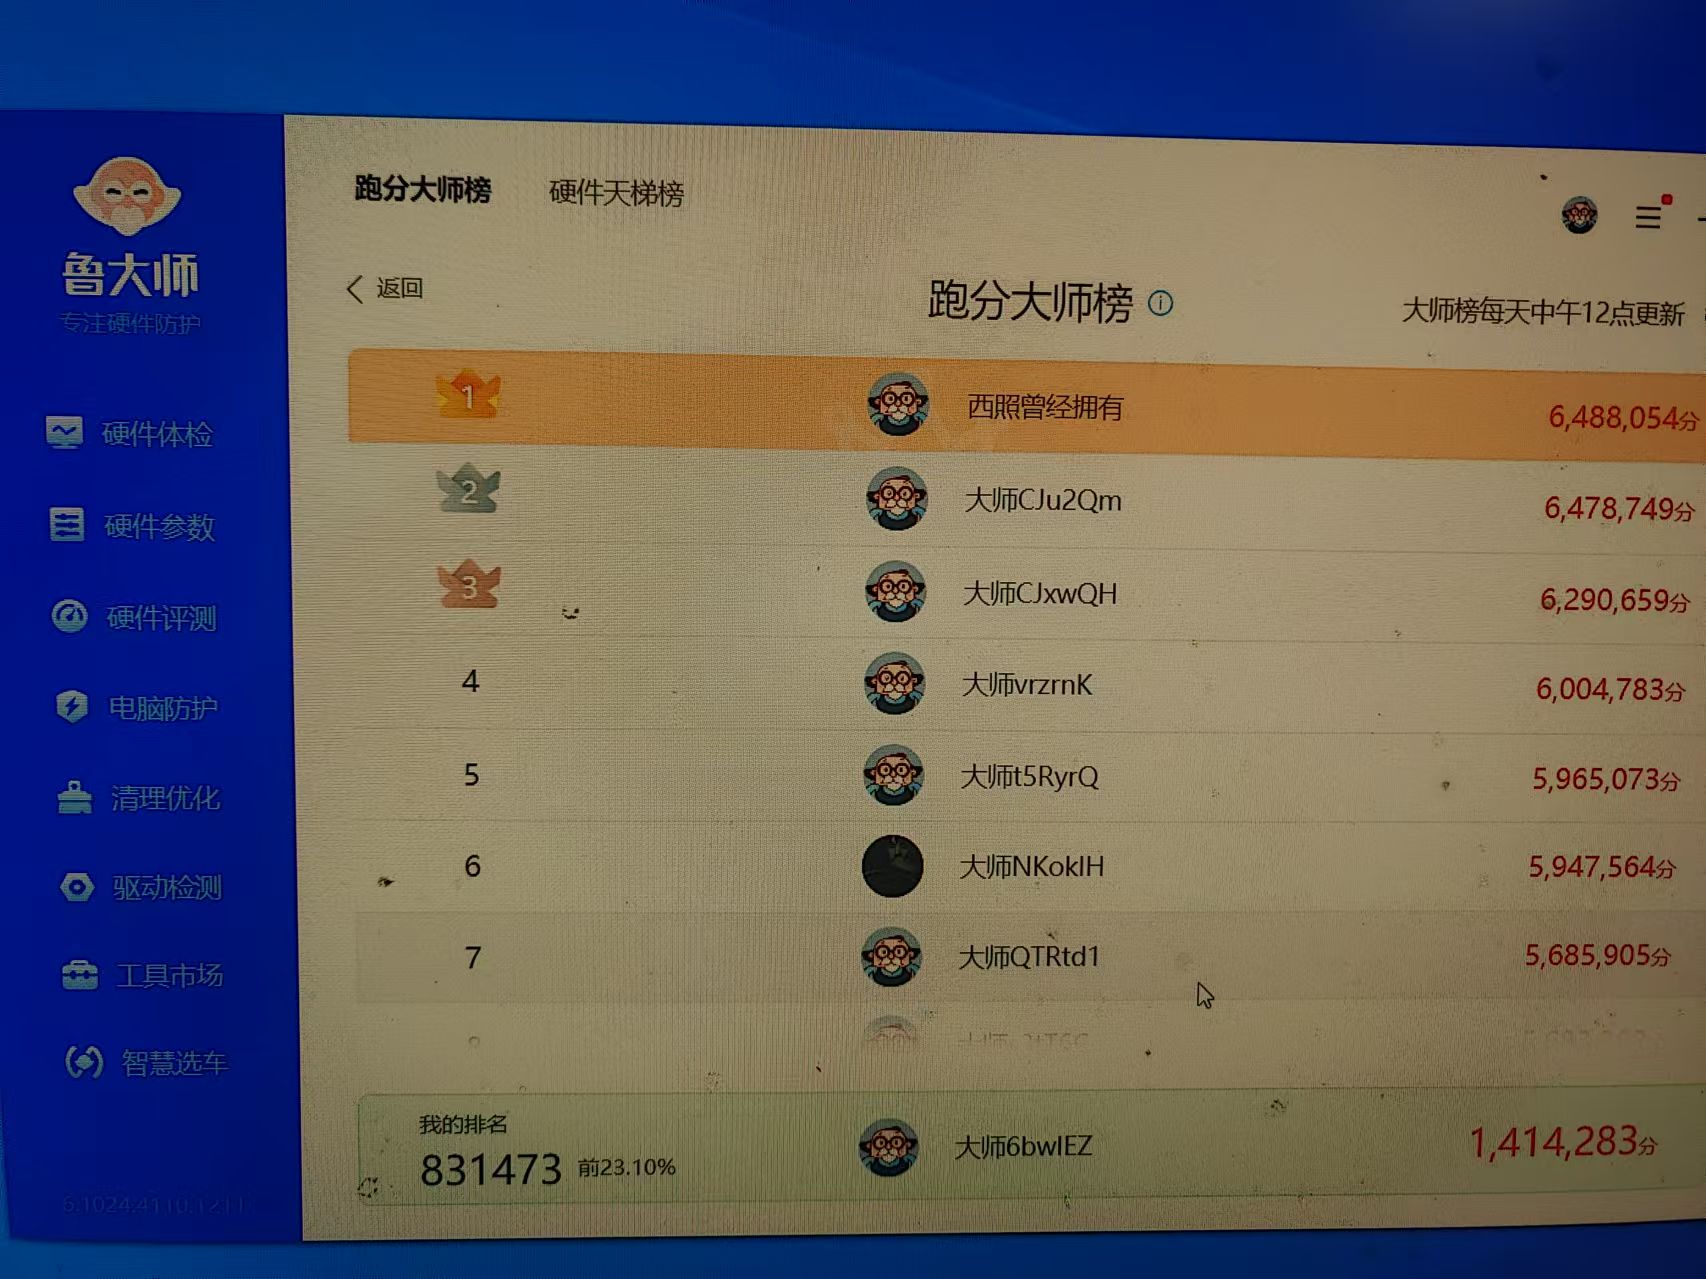 鲁大师
专注硬件防护
硬件体检
硬件参数
硬件评测
电脑防护
清理优化
驱动检测
工具市场
智慧选车
跑分大师榜 硬件天梯榜
返回
跑分大师榜
大师榜每天中午12点更新
1 西照曾经拥有 6,488,054分
2 大师CJu2Qm 6,478,749分
3 大师CJxwQH 6,290,659分
4 大师vrzrnK 6,004,783分
5 大师t5RyrQ 5,965,073分
6 大师NKoklH 5,947,564分
7 大师QTRtd1 5,685,905分
我的排名
831473 前23.10% 大师6bwIEZ 1,414,283分